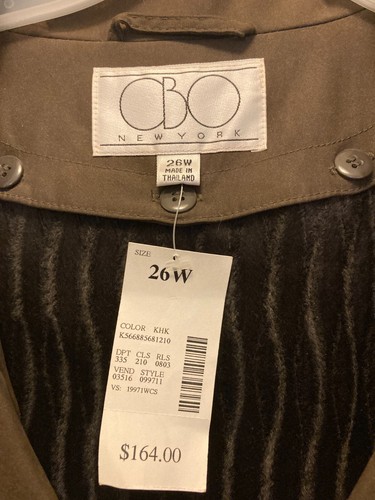 OBO
NEW YORK
26W
MADE IN
THAILAND
SIZE
26W
COLOR KHK
K566885681210
DPT CLS RLS
335 210 0803
VEND STYLE
03516 099711
VS: 19971WCS
$164.00